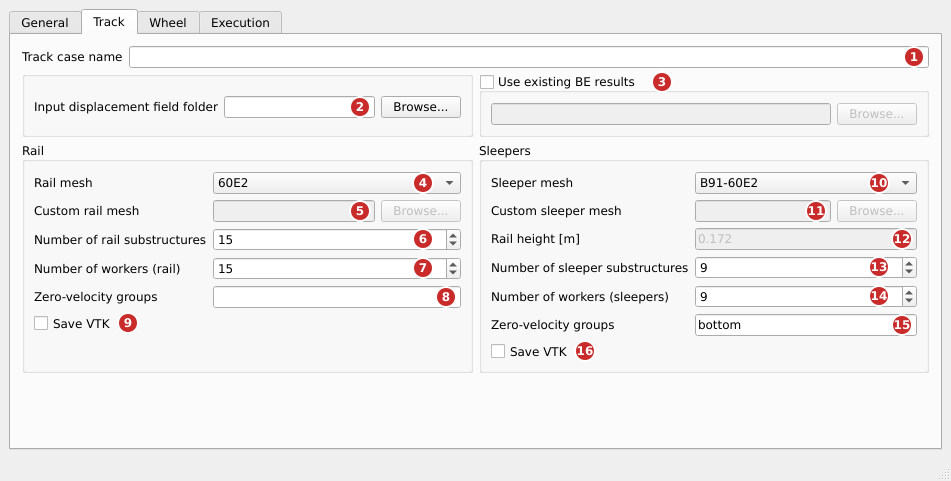 General Track Wheel Execution
Track case name 1
Input displacement field folder 2 Browse...
Use existing BE results 3
Browse...
Rail
Rail mesh 60E2 4
Custom rail mesh 5 Browse...
Number of rail substructures 15 6
Number of workers (rail) 15 7
Zero-velocity groups 8
Save VTK 9
Sleepers
Sleeper mesh B91-60E2 10
Custom sleeper mesh 11 Browse...
Rail height [m] 0.172 12
Number of sleeper substructures 9 13
Number of workers (sleepers) 9 14
Zero-velocity groups bottom 15
Save VTK 16